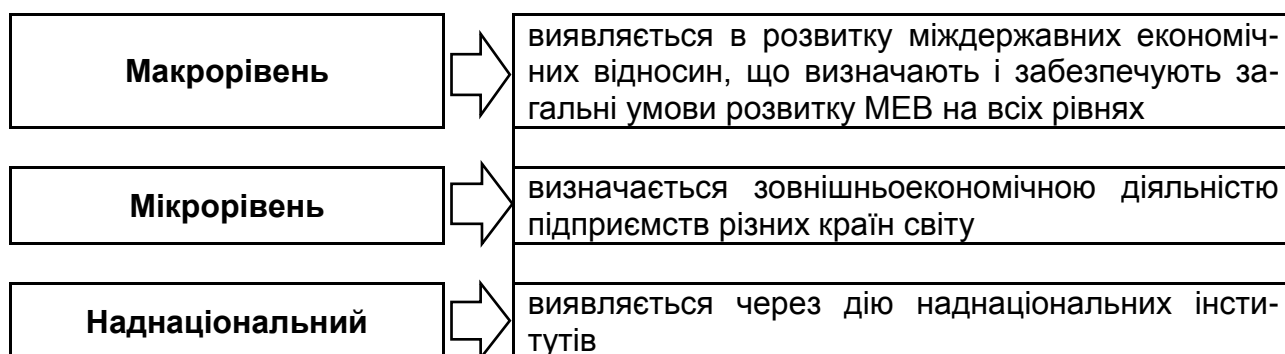 Макрорівень
виявляється в розвитку міждержавних економіч-
них відносин, що визначають і забезпечують за-
гальні умови розвитку МЕВ на всіх рівнях
Мікрорівень
визначається зовнішньоекономічною діяльністю
підприємств різних країн світу
Наднаціональний
виявляється через дію наднаціональних інсти-
тутів